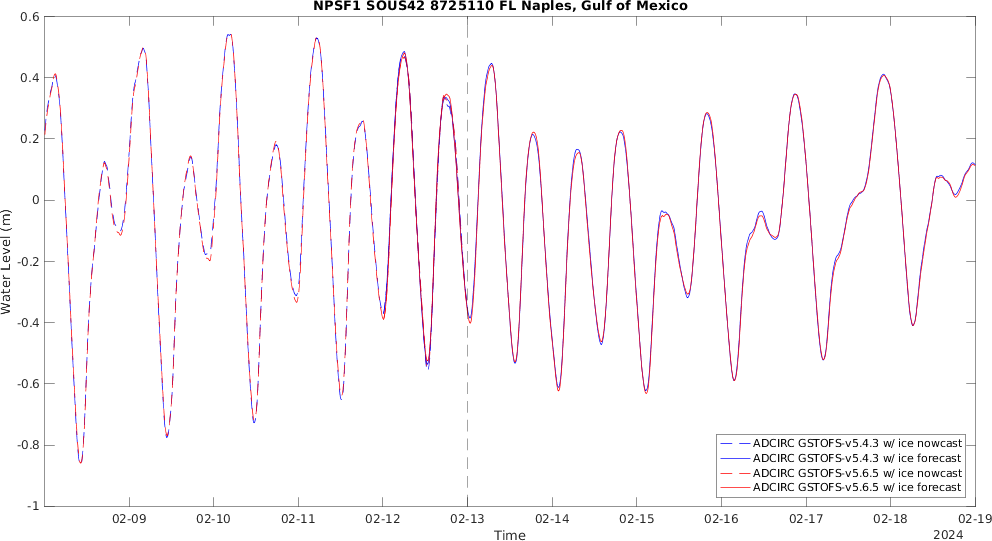 NPSF1 SOUS42 8725110 FL Naples, Gulf of Mexico
Water Level (m)
0.6
0.4
0.2
0
-0.2
-0.4
-0.6
-0.8
-1
ADCIRC GSTOFS-v5.4.3 w/ ice nowcast
ADCIRC GSTOFS-v5.4.3 w/ ice forecast
ADCIRC GSTOFS-v5.6.5 w/ ice nowcast
ADCIRC GSTOFS-v5.6.5 w/ ice forecast
02-09 02-10 02-11 02-12 02-13 02-14 02-15 02-16 02-17 02-18 02-19
Time
2024